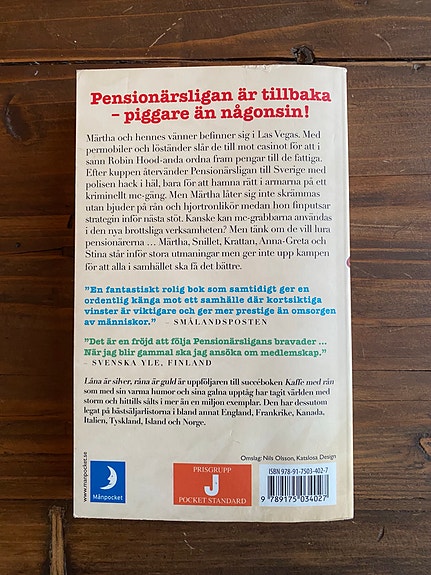 Pensionärsligan är tillbaka
– piggare än någonsin!
Märtha och hennes vänner befinner sig i Las Vegas. Med
permobiler och löständer slår de till mot casinot för att i
sann Robin Hood-anda ordna fram pengar till de fattiga.
Efter kuppen återvänder Pensionärsligan till Sverige med
polisen hack i häl, bara för att hamna rätt i armarna på ett
kriminellt mc-gäng. Men Märtha låter sig inte skrämmas
utan bjuder på rån och hjortronlikör medan hon finputsar
strategin inför nästa stöt. Kanske kan mc-grabbarna användas
i den nya brottsliga verksamheten? Men tänk om de vill lura
pensionärerna ... Märtha, Snillet, Krattan, Anna-Greta och
Stina står inför stora utmaningar men ger inte upp kampen
för att alla i samhället ska få det bättre.
”En fantastiskt rolig bok som samtidigt ger en
ordentlig känga mot ett samhälle där kortsiktiga
vinster är viktigare och ger mer prestige än omsorgen
av människor.” – SMÅLANDSPOSTEN
”Det är en fröjd att följa Pensionärsligans bravader ...
När jag blir gammal ska jag ansöka om medlemskap.”
– SVENSKA YLE, FINLAND
Låna är silver, råna är guld är uppföljaren till succéboken Kaffe med rån
som med sin varma humor och sina galna upptåg har tagit världen med
storm och hittills sålts i mer än en miljon exemplar. Den har dessutom
legat på bästsäljarlistorna i bland annat England, Frankrike, Kanada,
Italien, Tyskland, Island och Norge.
Omslag: Nils Olsson, Katslosa Design
www.manpocket.se
Månpocket
PRISGRUPP
J
POCKET STANDARD
ISBN 978-91-7503-402-7
9 789175 034027